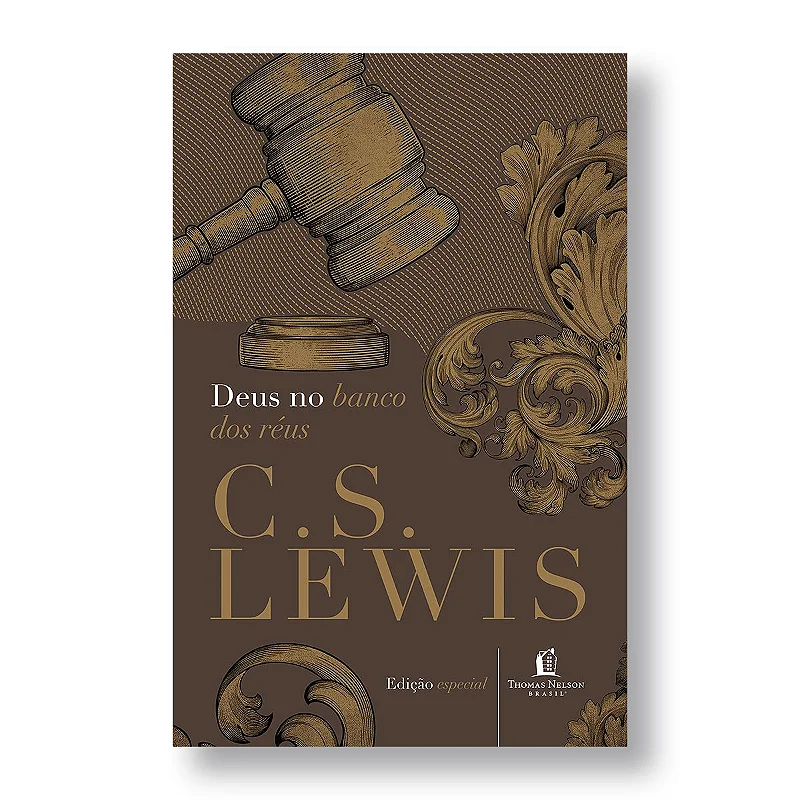 Deus no banco
dos réus
C.S.
LEWIS
Edição especial
THOMAS NELSON
BRASIL®